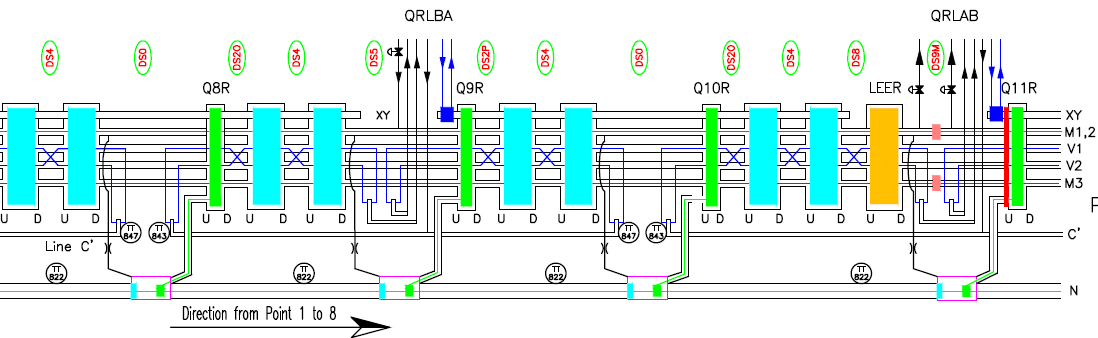 QRLBA QRLAB
DS4 DS0 DS20 DS4 DS5 DS2P DS4 DS0 DS20 DS4 DS8 DS9M
Q8R Q9R Q10R LEER Q11R
XY XY
M1,2
V1
V2
M3
U D U D U D U D U D U D U D U D U D U D U D U D U D
TT 847 TT 843 TT 847 TT 843 C'
Line C'
TT 822 TT 822 TT 822 TT 822
N
Direction from Point 1 to 8